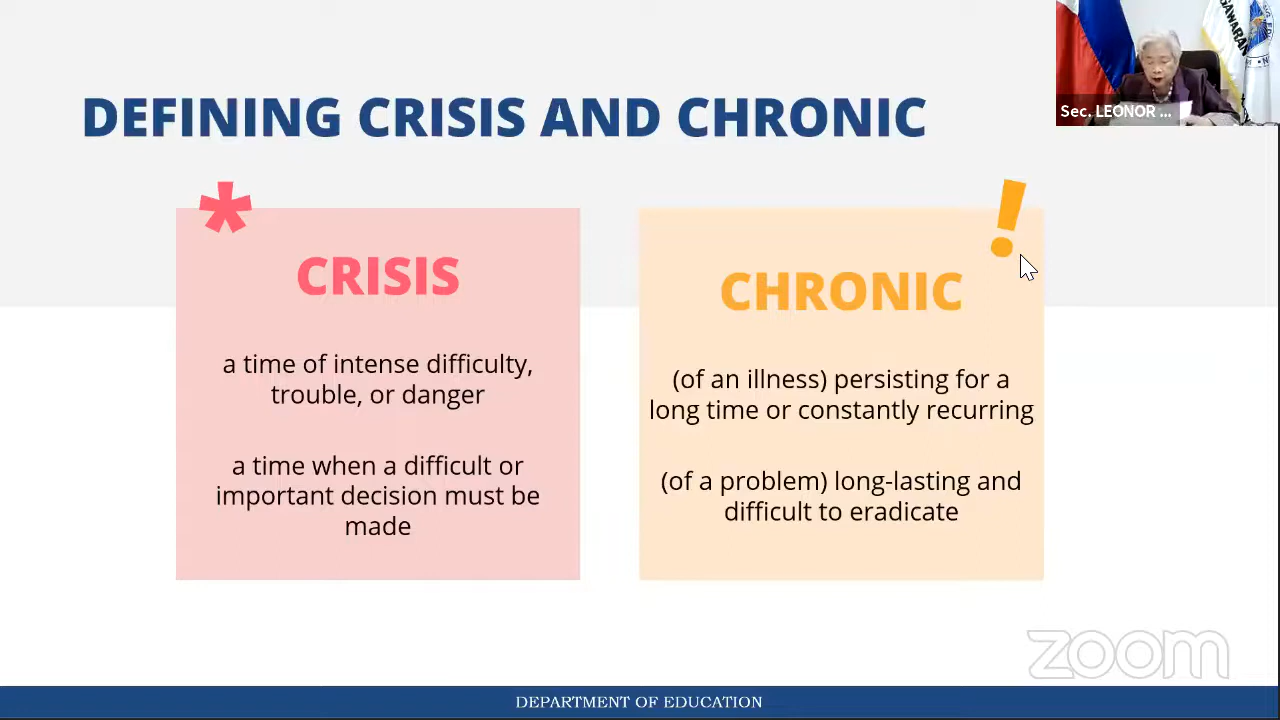 DEFINING CRISIS AND CHRONIC
GAWARAN
Sec. LEONOR ...
*
!
CRISIS
a time of intense difficulty,
trouble, or danger
a time when a difficult or
important decision must be
made
CHRONIC
(of an illness) persisting for a
long time or constantly recurring
(of a problem) long-lasting and
difficult to eradicate
zoom
DEPARTMENT OF EDUCATION